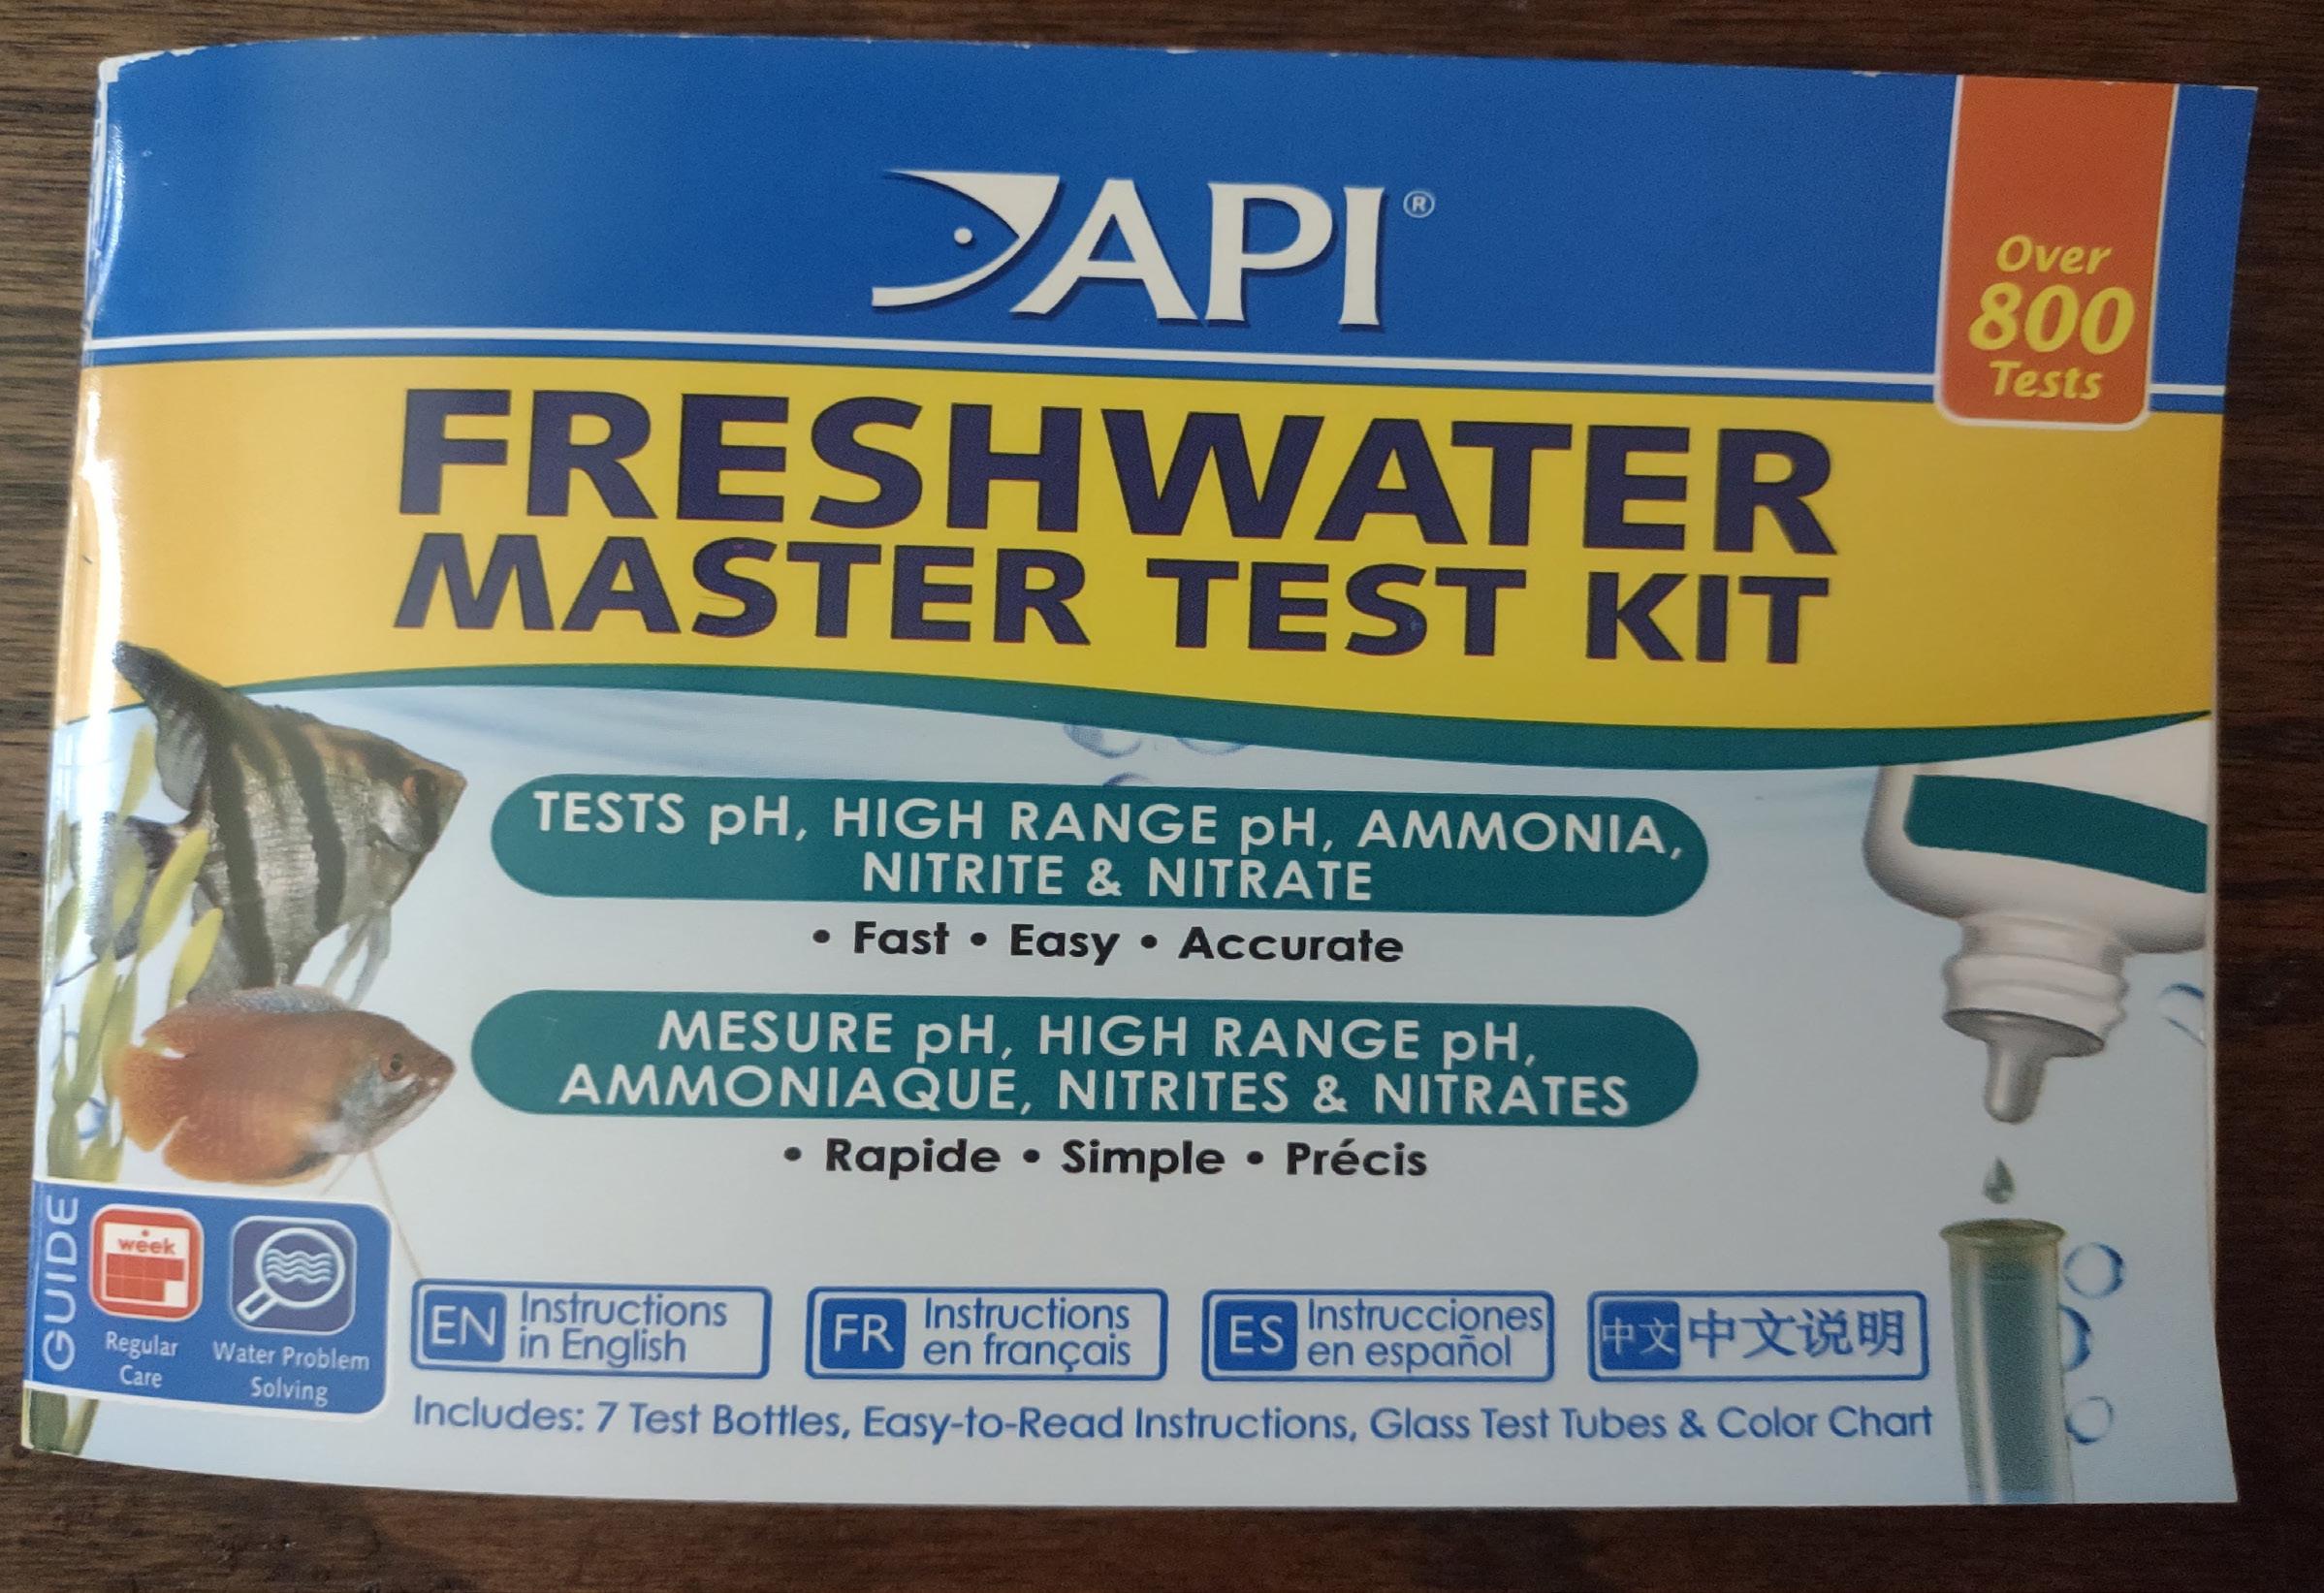 API®
Over
800
Tests
FRESHWATER
MASTER TEST KIT
TESTS pH, HIGH RANGE pH, AMMONIA,
NITRITE & NITRATE
• Fast • Easy • Accurate
MESURE pH, HIGH RANGE pH,
AMMONIAQUE, NITRITES & NITRATES
• Rapide • Simple • Précis
GUIDE
week
Regular
Care
Water Problem
Solving
EN Instructions
in English
FR Instructions
en français
ES Instrucciones
en español
中文 中文说明
Includes: 7 Test Bottles, Easy-to-Read Instructions, Glass Test Tubes & Color Chart